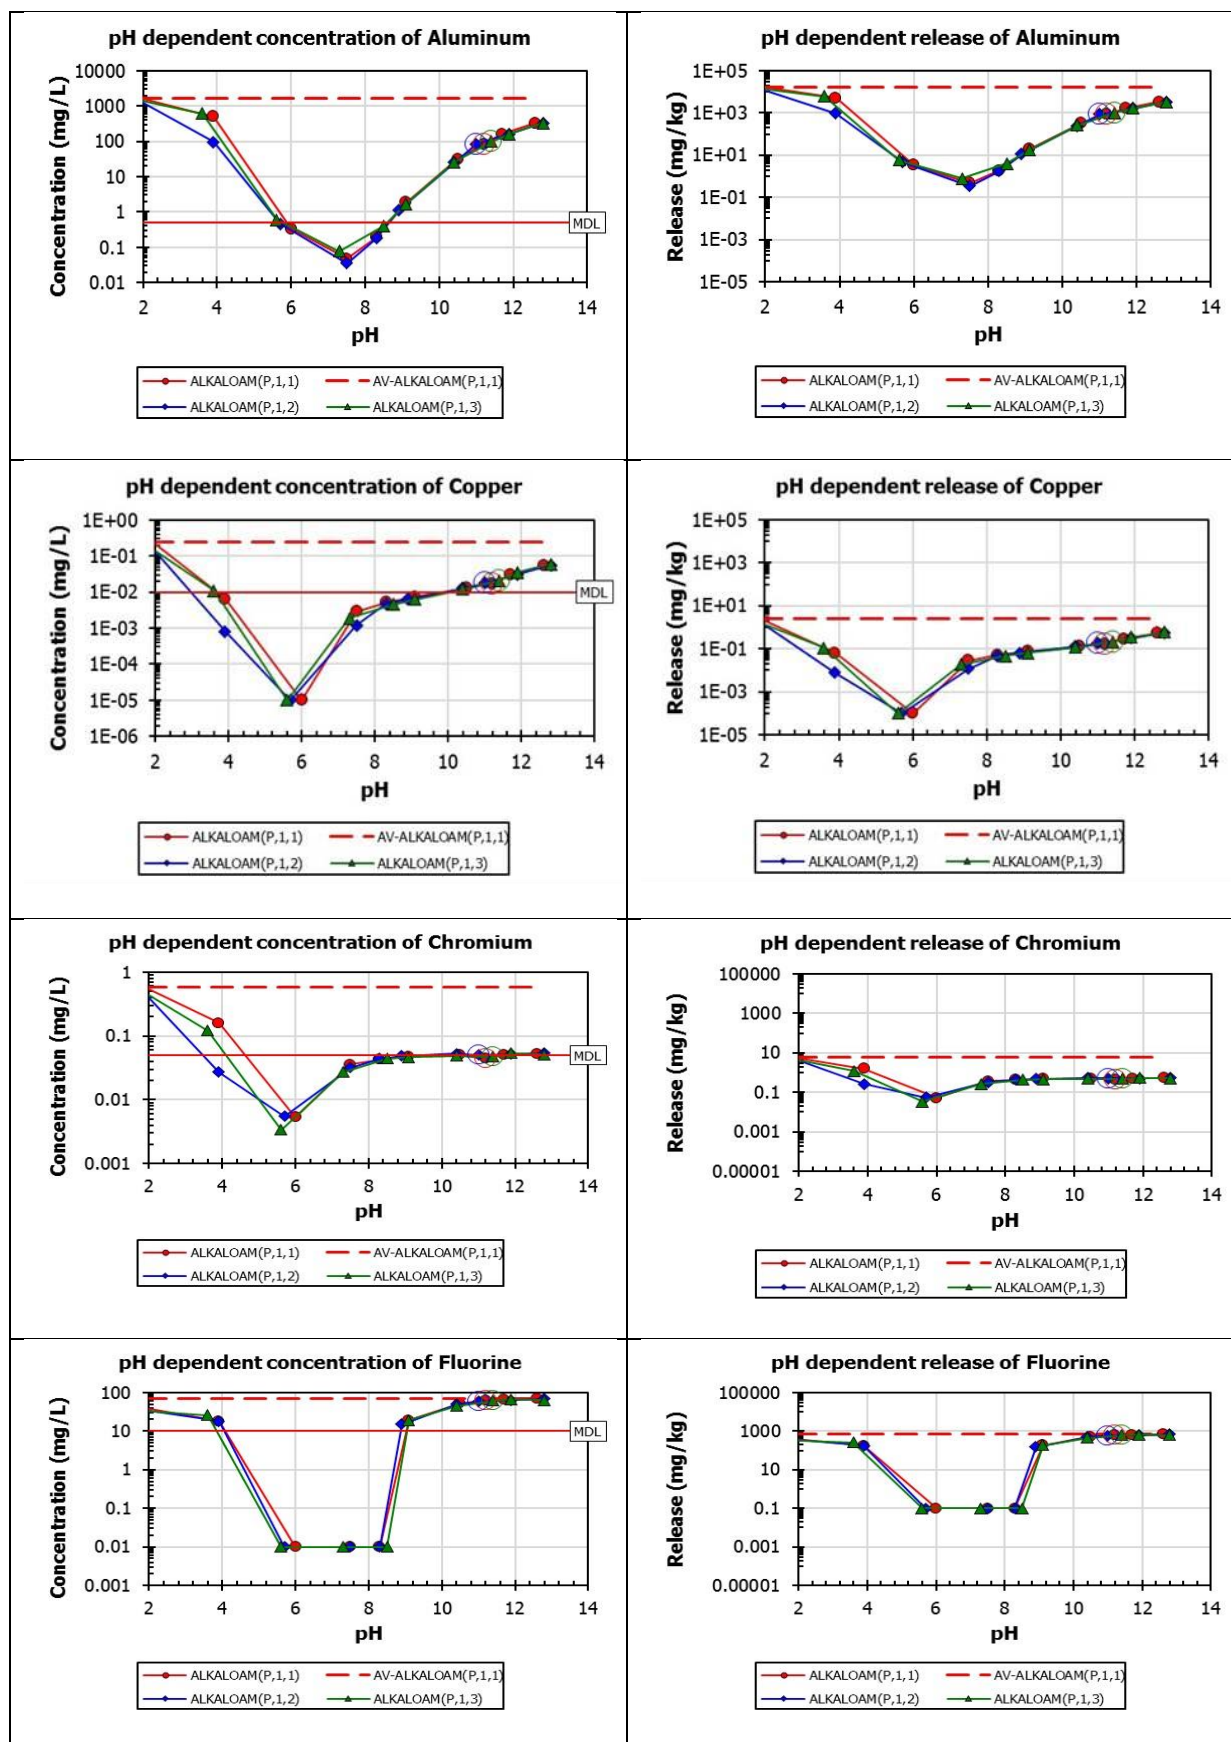 pH dependent concentration of Aluminum
Concentration (mg/L)
10000
1000
100
10
1
0.1
0.01
MDL
2 4 6 8 10 12 14
pH
ALKALOAM(P,1,1) AV-ALKALOAM(P,1,1)
ALKALOAM(P,1,2) ALKALOAM(P,1,3)
pH dependent release of Aluminum
Release (mg/kg)
1E+05
1E+03
1E+01
1E-01
1E-03
1E-05
2 4 6 8 10 12 14
pH
ALKALOAM(P,1,1) AV-ALKALOAM(P,1,1)
ALKALOAM(P,1,2) ALKALOAM(P,1,3)
pH dependent concentration of Copper
Concentration (mg/L)
1E+00
1E-01
1E-02
1E-03
1E-04
1E-05
1E-06
MDL
2 4 6 8 10 12 14
pH
ALKALOAM(P,1,1) AV-ALKALOAM(P,1,1)
ALKALOAM(P,1,2) ALKALOAM(P,1,3)
pH dependent release of Copper
Release (mg/kg)
1E+05
1E+03
1E+01
1E-01
1E-03
1E-05
2 4 6 8 10 12 14
pH
ALKALOAM(P,1,1) AV-ALKALOAM(P,1,1)
ALKALOAM(P,1,2) ALKALOAM(P,1,3)
pH dependent concentration of Chromium
Concentration (mg/L)
1
0.1
0.01
0.001
MDL
2 4 6 8 10 12 14
pH
ALKALOAM(P,1,1) AV-ALKALOAM(P,1,1)
ALKALOAM(P,1,2) ALKALOAM(P,1,3)
pH dependent release of Chromium
Release (mg/kg)
100000
1000
10
0.1
0.001
0.00001
2 4 6 8 10 12 14
pH
ALKALOAM(P,1,1) AV-ALKALOAM(P,1,1)
ALKALOAM(P,1,2) ALKALOAM(P,1,3)
pH dependent concentration of Fluorine
Concentration (mg/L)
100
10
1
0.1
0.01
0.001
MDL
2 4 6 8 10 12 14
pH
ALKALOAM(P,1,1) AV-ALKALOAM(P,1,1)
ALKALOAM(P,1,2) ALKALOAM(P,1,3)
pH dependent release of Fluorine
Release (mg/kg)
100000
1000
10
0.1
0.001
0.00001
2 4 6 8 10 12 14
pH
ALKALOAM(P,1,1) AV-ALKALOAM(P,1,1)
ALKALOAM(P,1,2) ALKALOAM(P,1,3)